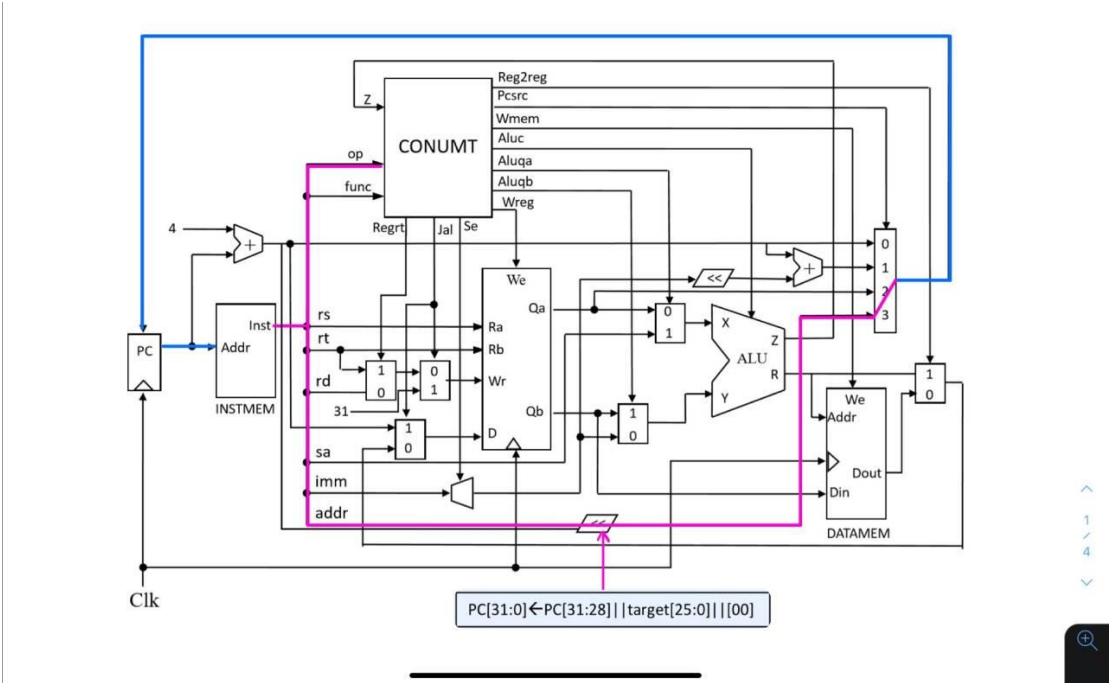 Reg2reg
Pcsrc
Z
Wmem
CONUMT
Aluc
op
Aluqa
func
Aluqb
Wreg
4
Regrt
Jal
Se
+
0
We
<<
+
1
Qa
2
Inst
rs
Ra
0
X
3
PC
Addr
rt
Rb
1
Z
ALU
1
0
Wr
R
1
rd
0
1
Y
We
0
INSTMEM
31
Qb
1
Addr
1
D
0
0
sa
Dout
imm
Din
addr
<<
DATAMEM
Clk
PC[31:0]←PC[31:28]||target[25:0]||[00]
1
/
4